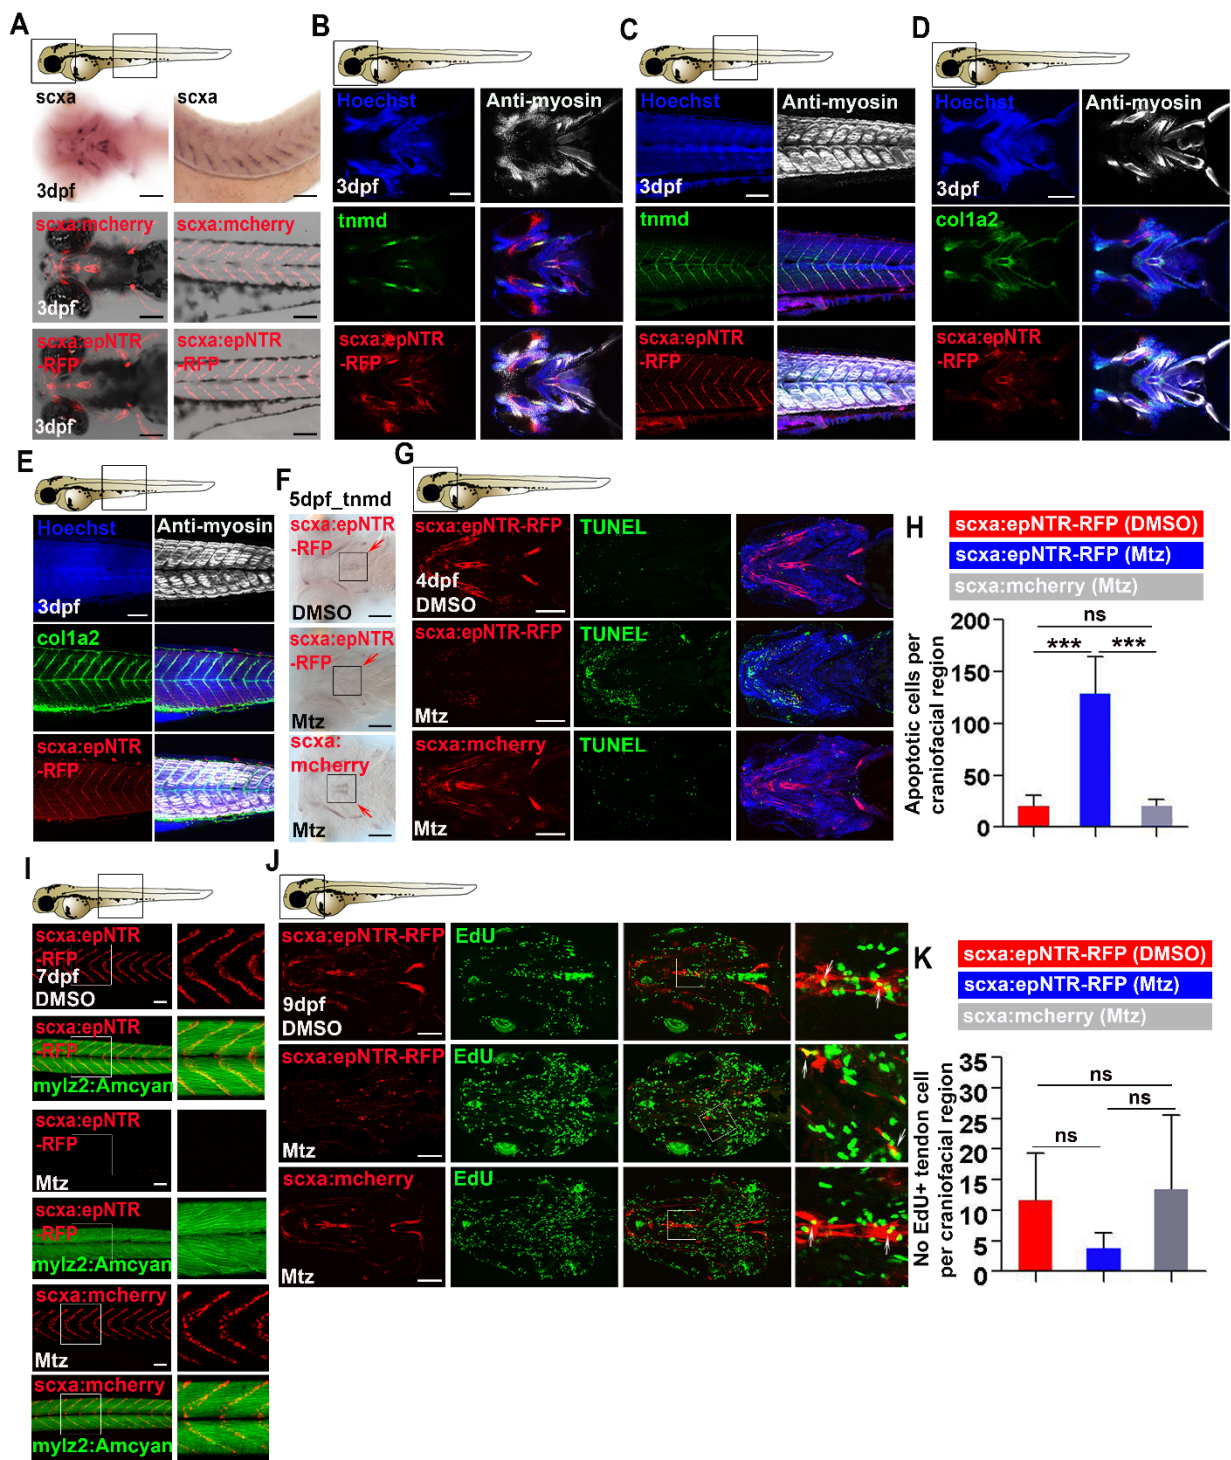 A
scxa
scxa
3dpf
scxa:mcherry
scxa:mcherry
3dpf
scxa:epNTR
-RFP
scxa:epNTR
-RFP
3dpf
B
Hoechst
Anti-myosin
3dpf
tnmd
scxa:epNTR
-RFP
C
Hoechst
Anti-myosin
3dpf
tnmd
scxa:epNTR
-RFP
D
Hoechst
Anti-myosin
3dpf
col1a2
scxa:epNTR
-RFP
E
Hoechst
Anti-myosin
3dpf
col1a2
scxa:epNTR
-RFP
F
5dpf_tnmd
scxa:epNTR
-RFP
DMSO
scxa:epNTR
-RFP
Mtz
scxa:
mcherry
Mtz
G
scxa:epNTR-RFP
TUNEL
4dpf
DMSO
scxa:epNTR-RFP
TUNEL
Mtz
scxa:mcherry
TUNEL
Mtz
H
scxa:epNTR-RFP (DMSO)
scxa:epNTR-RFP (Mtz)
scxa:mcherry (Mtz)
Apoptotic cells per
craniofacial region
200
150
100
50
0
ns
***
***
I
scxa:epNTR
-RFP
7dpf
DMSO
scxa:epNTR
-RFP
mylz2:Amcyan
scxa:epNTR
-RFP
Mtz
scxa:epNTR
-RFP
mylz2:Amcyan
scxa:mcherry
Mtz
scxa:mcherry
mylz2:Amcyan
J
scxa:epNTR-RFP
EdU
9dpf
DMSO
scxa:epNTR-RFP
EdU
Mtz
scxa:mcherry
EdU
Mtz
K
scxa:epNTR-RFP (DMSO)
scxa:epNTR-RFP (Mtz)
scxa:mcherry (Mtz)
No EdU+ tendon cell
per craniofacial region
35
30
25
20
15
10
5
0
ns
ns
ns